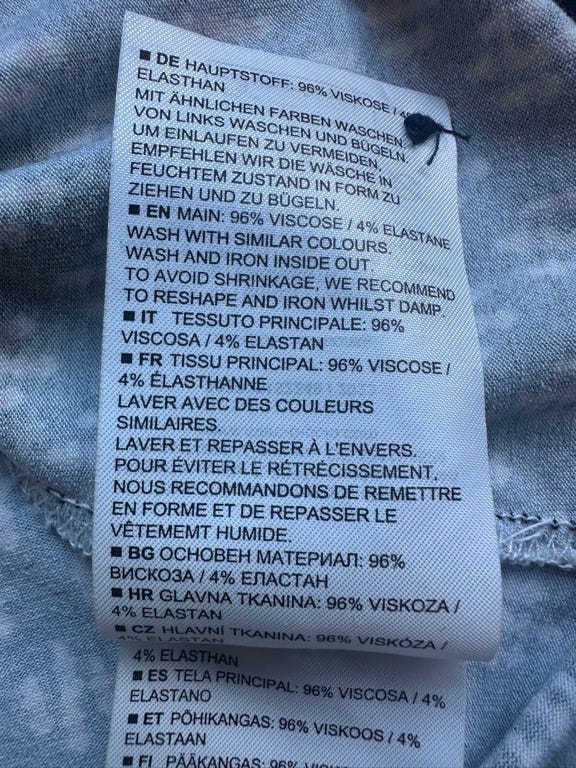 ■ DE HAUPTSTOFF: 96% VISKOSE / 4%
ELASTHAN
MIT ÄHNLICHEN FARBEN WASCHEN.
VON LINKS WASCHEN UND BÜGELN.
UM EINLAUFEN ZU VERMEIDEN,
EMPFEHLEN WIR DIE WÄSCHE IN
FEUCHTEM ZUSTAND IN FORM ZU
ZIEHEN UND ZU BÜGELN.
■ EN MAIN: 96% VISCOSE / 4% ELASTANE
WASH WITH SIMILAR COLOURS.
WASH AND IRON INSIDE OUT.
TO AVOID SHRINKAGE, WE RECOMMEND
TO RESHAPE AND IRON WHILST DAMP.
■ IT TESSUTO PRINCIPALE: 96%
VISCOSA / 4% ELASTAN
■ FR TISSU PRINCIPAL: 96% VISCOSE /
4% ÉLASTHANNE
LAVER AVEC DES COULEURS
SIMILAIRES.
LAVER ET REPASSER À L'ENVERS.
POUR ÉVITER LE RÉTRÉCISSEMENT,
NOUS RECOMMANDONS DE REMETTRE
EN FORME ET DE REPASSER LE
VÊTEMEMT HUMIDE.
■ BG ОСНОВЕН МАТЕРИАЛ: 96%
ВИСКОЗА / 4% ЕЛАСТАН
■ HR GLAVNA TKANINA: 96% VISKOZA /
4% ELASTAN
■ CZ HLAVNÍ TKANINA: 96% VISKÓZA /
4% ELASTAN
4% ELASTHAN
■ ES TELA PRINCIPAL: 96% VISCOSA / 4%
ELASTANO
■ ET PÕHIKANGAS: 96% VISKOOS / 4%
ELASTAAN
■ FI PÄÄKANGAS: 96%